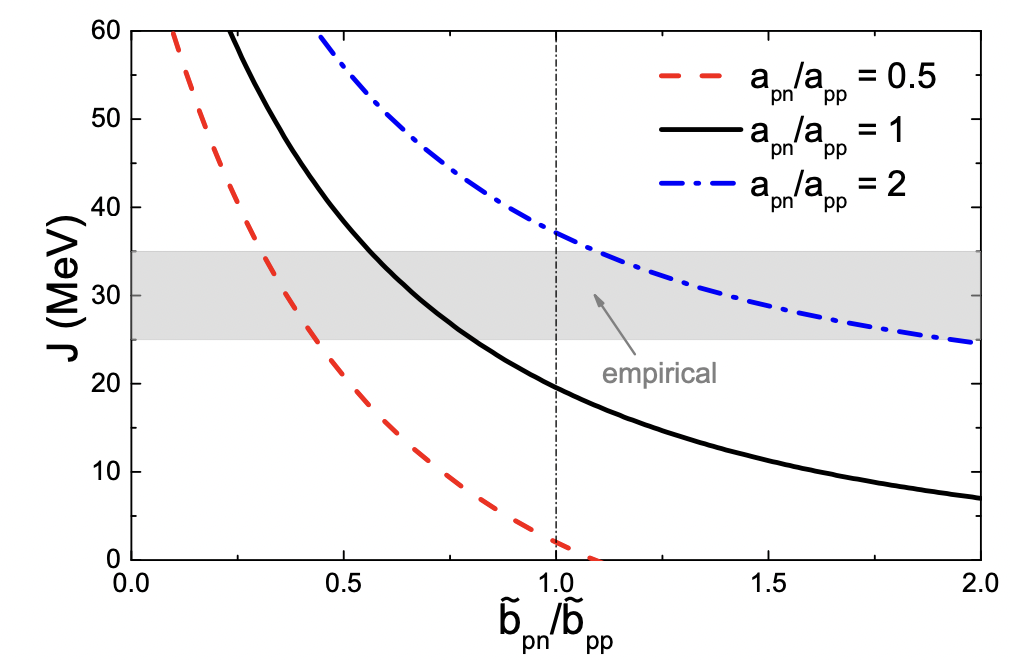 60
50
40
30
20
10
0
J (MeV)
a_pn/a_pp = 0.5
a_pn/a_pp = 1
a_pn/a_pp = 2
empirical
0.0 0.5 1.0 1.5 2.0
b̃_pn/b̃_pp